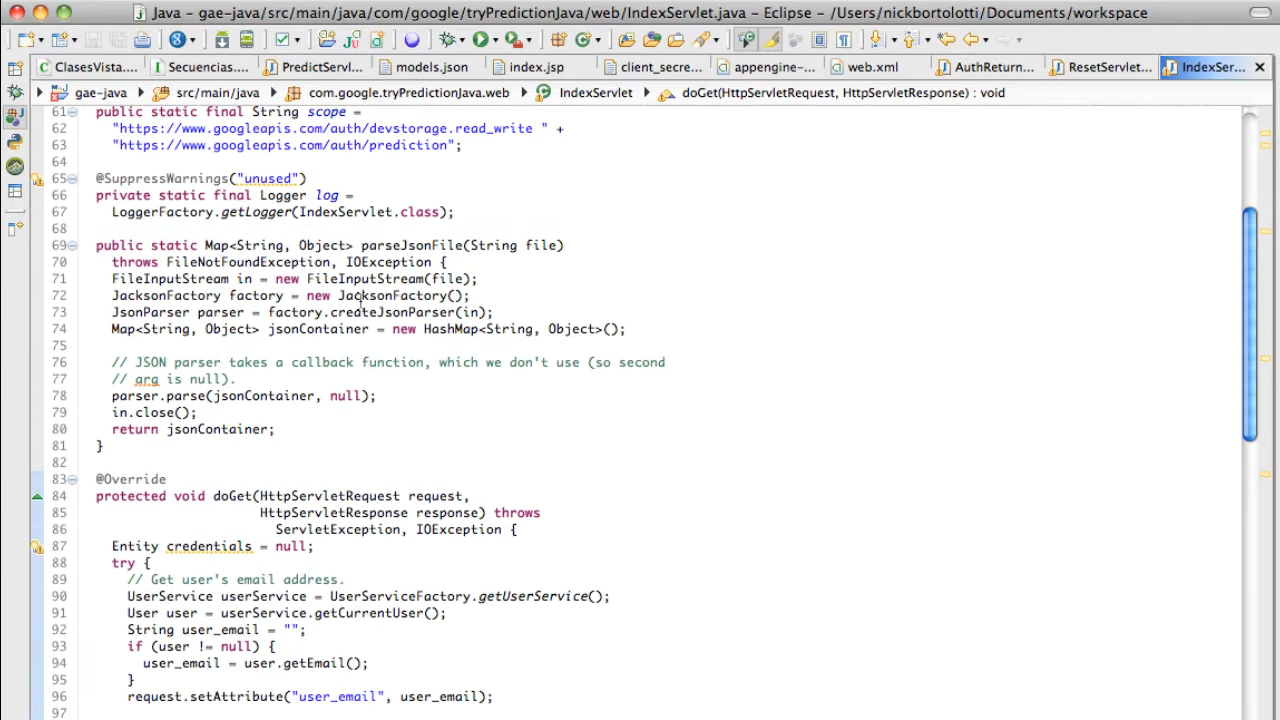 Java – gae-java/src/main/java/com/google/tryPredictionJava/web/IndexServlet.java – Eclipse – /Users/nickbortolotti/Documents/workspace
ClasesVista.... Secuencias.... PredictServl... models.json index.jsp client_secre... appengine-... web.xml AuthReturn... ResetServlet... IndexSer...
gae-java src/main/java com.google.tryPredictionJava.web IndexServlet doGet(HttpServletRequest, HttpServletResponse) : void
61 public static final String scope =
62 "https://www.googleapis.com/auth/devstorage.read_write " +
63 "https://www.googleapis.com/auth/prediction";
64
65 @SuppressWarnings("unused")
66 private static final Logger log =
67 LoggerFactory.getLogger(IndexServlet.class);
68
69 public static Map<String, Object> parseJsonFile(String file)
70 throws FileNotFoundException, IOException {
71 FileInputStream in = new FileInputStream(file);
72 JacksonFactory factory = new JacksonFactory();
73 JsonParser parser = factory.createJsonParser(in);
74 Map<String, Object> jsonContainer = new HashMap<String, Object>();
75
76 // JSON parser takes a callback function, which we don't use (so second
77 // arg is null).
78 parser.parse(jsonContainer, null);
79 in.close();
80 return jsonContainer;
81 }
82
83 @Override
84 protected void doGet(HttpServletRequest request,
85 HttpServletResponse response) throws
86 ServletException, IOException {
87 Entity credentials = null;
88 try {
89 // Get user's email address.
90 UserService userService = UserServiceFactory.getUserService();
91 User user = userService.getCurrentUser();
92 String user_email = "";
93 if (user != null) {
94 user_email = user.getEmail();
95 }
96 request.setAttribute("user_email", user_email);
97